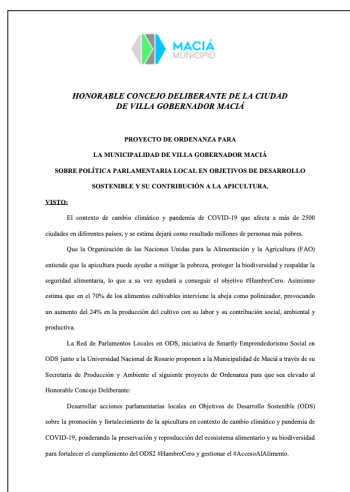 MACIÁ
MUNICIPIO
HONORABLE CONCEJO DELIBERANTE DE LA CIUDAD
DE VILLA GOBERNADOR MACIÁ
PROYECTO DE ORDENANZA PARA
LA MUNICIPALIDAD DE VILLA GOBERNADOR MACIÁ
SOBRE POLÍTICA PARLAMENTARIA LOCAL EN OBJETIVOS DE DESARROLLO
SOSTENIBLE Y SU CONTRIBUCIÓN A LA APICULTURA.
VISTO:
El contexto de cambio climático y pandemia de COVID-19 que afecta a más de 2500
ciudades en diferentes países, y se estima dejará como resultado millones de personas más pobres.
Que la Organización de las Naciones Unidas para la Alimentación y la Agricultura (FAO)
entiende que la apicultura puede ayudar a mitigar la pobreza, proteger la biodiversidad y respaldar la
seguridad alimentaria, lo que a su vez ayudará a conseguir el objetivo #HambreCero. Asimismo
estima que en el 70% de los alimentos cultivables interviene la abeja como polinizador, provocando
un aumento del 24% en la producción del cultivo con su labor y su contribución social, ambiental y
productiva.
La Red de Parlamentos Locales en ODS, iniciativa de Smartly Emprendedorismo Social en
ODS junto a la Universidad Nacional de Rosario proponen a la Municipalidad de Maciá a través de su
Secretaría de Producción y Ambiente el siguiente proyecto de Ordenanza para que sea elevado al
Honorable Concejo Deliberante:
Desarrollar acciones parlamentarias locales en Objetivos de Desarrollo Sostenible (ODS)
sobre la promoción y fortalecimiento de la apicultura en contexto de cambio climático y pandemia de
COVID-19, ponderando la preservación y reproducción del ecosistema alimentario y su biodiversidad
para fortalecer el cumplimiento del ODS2 #HambreCero y gestionar el #AccesoAlAlimento.